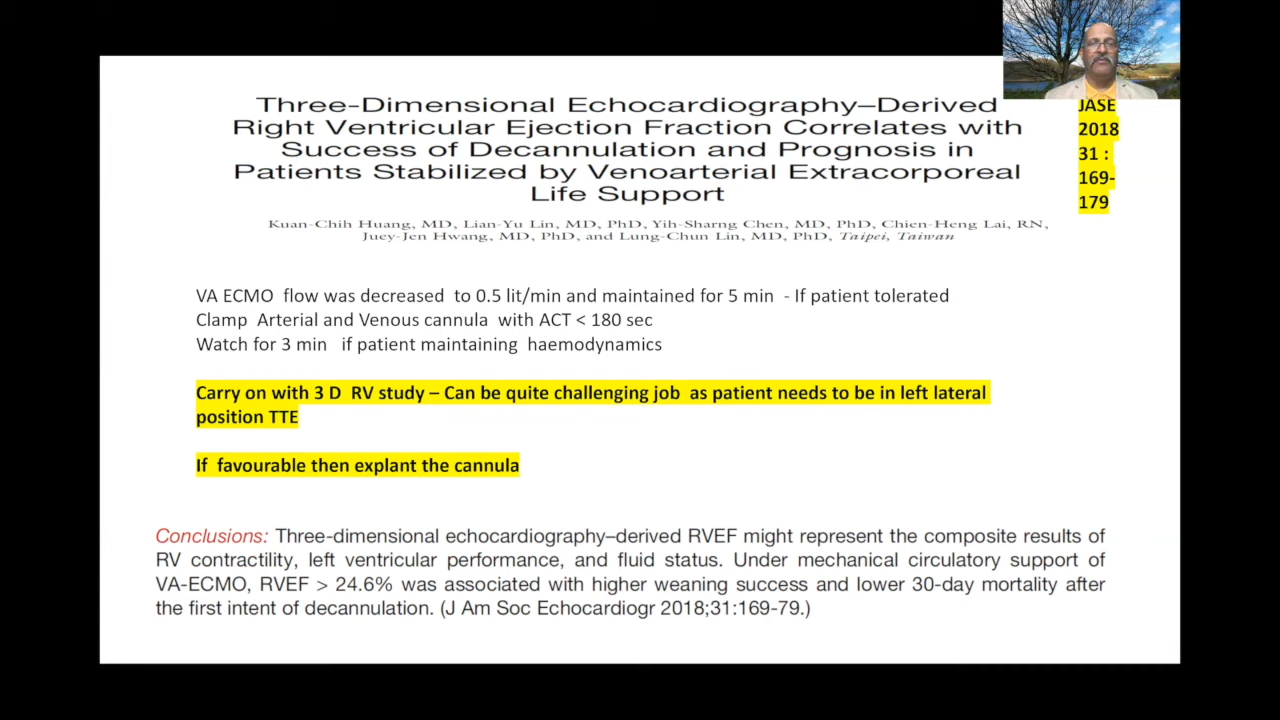 Three-Dimensional Echocardiography–Derived
Right Ventricular Ejection Fraction Correlates with
Success of Decannulation and Prognosis in
Patients Stabilized by Venoarterial Extracorporeal
Life Support
JASE
2018
31 :
169-
179
Kuan-Chih Huang, MD, Lian-Yu Lin, MD, PhD, Yih-Sharng Chen, MD, PhD, Chien-Heng Lai, RN,
Juey-Jen Hwang, MD, PhD, and Lung-Chun Lin, MD, PhD, Taipei, Taiwan
VA ECMO flow was decreased to 0.5 lit/min and maintained for 5 min - If patient tolerated
Clamp Arterial and Venous cannula with ACT < 180 sec
Watch for 3 min if patient maintaining haemodynamics
Carry on with 3 D RV study – Can be quite challenging job as patient needs to be in left lateral
position TTE
If favourable then explant the cannula
Conclusions: Three-dimensional echocardiography–derived RVEF might represent the composite results of
RV contractility, left ventricular performance, and fluid status. Under mechanical circulatory support of
VA-ECMO, RVEF > 24.6% was associated with higher weaning success and lower 30-day mortality after
the first intent of decannulation. (J Am Soc Echocardiogr 2018;31:169-79.)